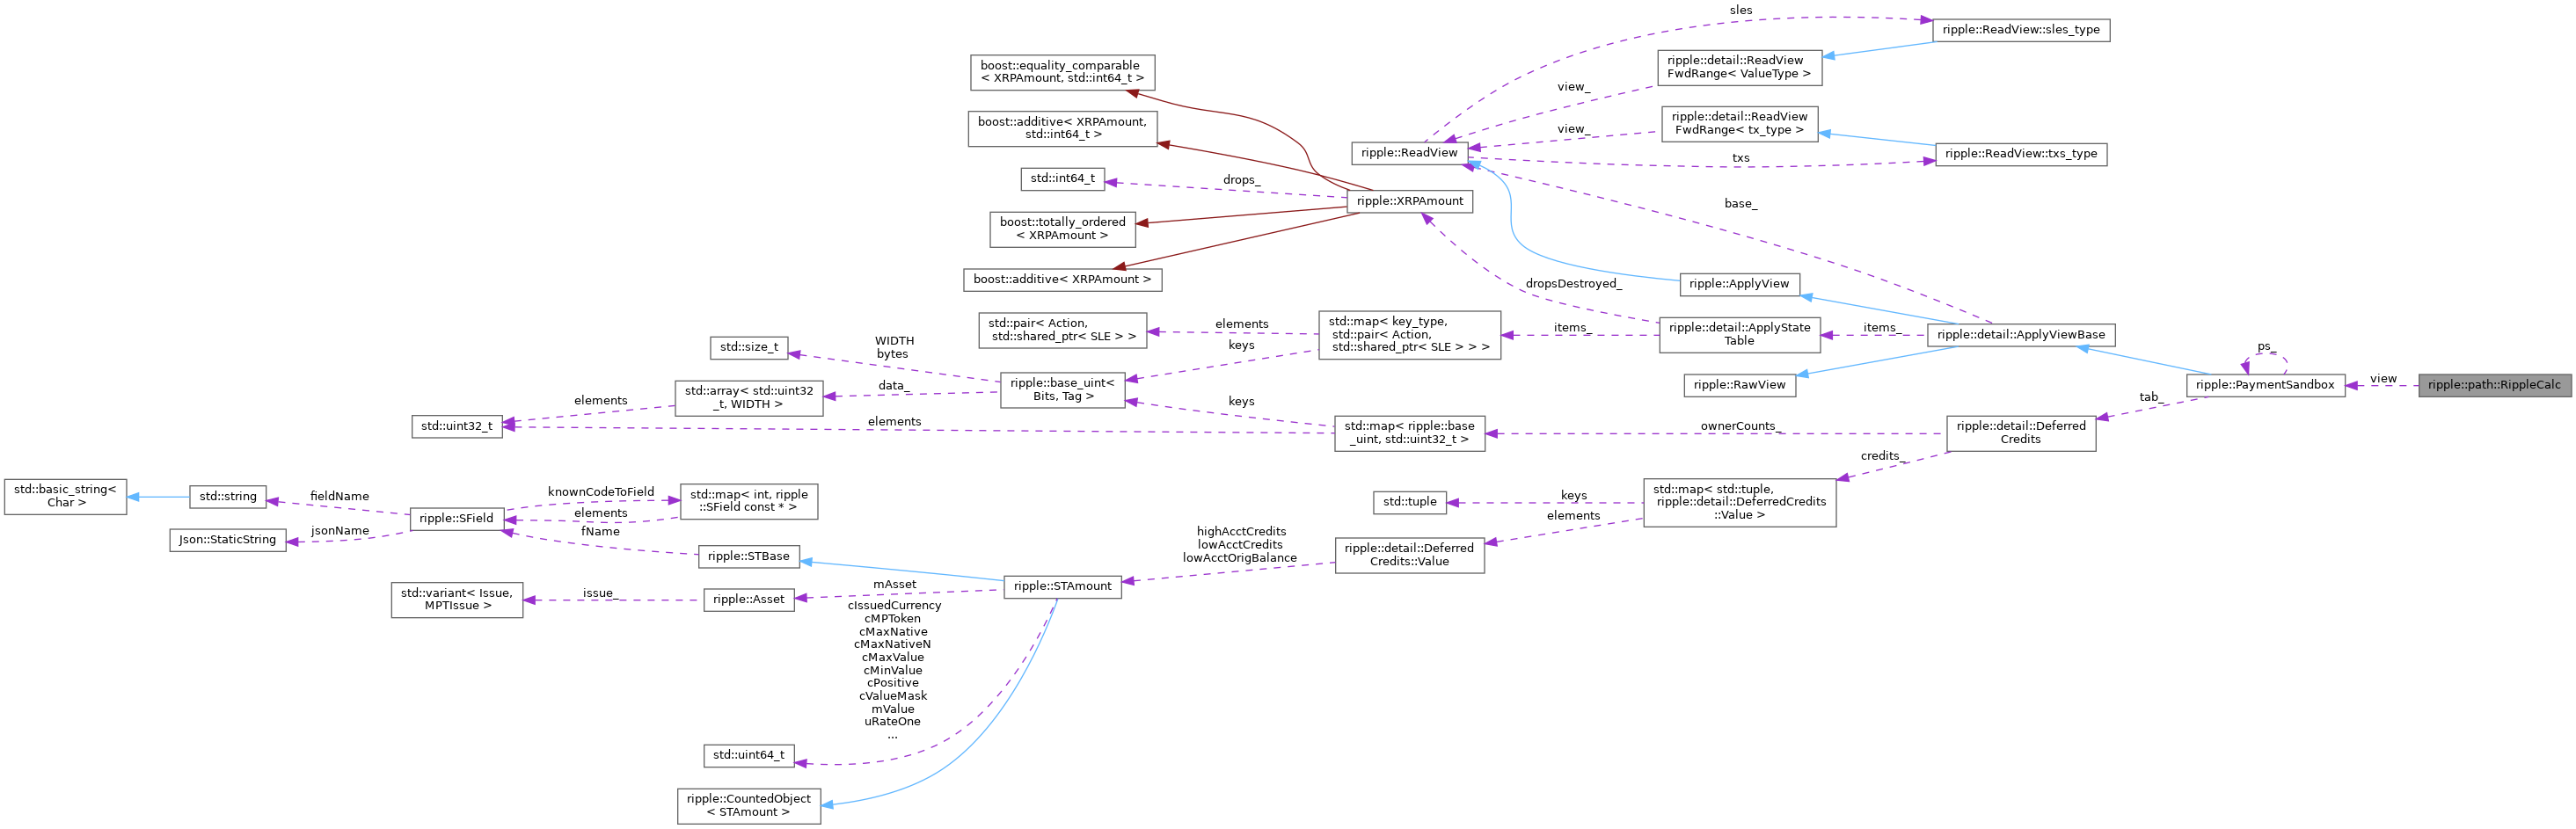 sles
ripple::ReadView::sles_type
boost::equality_comparable
< XRPAmount, std::int64_t >
ripple::detail::ReadView
FwdRange< ValueType >
view_
boost::additive< XRPAmount,
std::int64_t >
ripple::detail::ReadView
FwdRange< tx_type >
view_
ripple::ReadView
txs
ripple::ReadView::txs_type
std::int64_t
drops_
ripple::XRPAmount
base_
boost::totally_ordered
< XRPAmount >
boost::additive< XRPAmount >
dropsDestroyed_
ripple::ApplyView
std::pair< Action,
std::shared_ptr< SLE > >
elements
keys
std::map< key_type,
std::pair< Action,
std::shared_ptr< SLE > > >
items_
ripple::detail::ApplyState
Table
items_
ripple::detail::ApplyViewBase
std::size_t
WIDTH
bytes
ripple::base_uint<
Bits, Tag >
ripple::RawView
ps_
ripple::PaymentSandbox
view
ripple::path::RippleCalc
std::array< std::uint32
_t, WIDTH >
data_
keys
tab_
std::uint32_t
elements
elements
std::map< ripple::base
_uint, std::uint32_t >
ownerCounts_
ripple::detail::Deferred
Credits
credits_
std::basic_string<
Char >
std::string
fieldName
ripple::SField
knownCodeToField
elements
fName
std::map< int, ripple
::SField const * >
std::tuple
keys
elements
std::map< std::tuple,
ripple::detail::DeferredCredits
::Value >
Json::StaticString
jsonName
ripple::STBase
highAcctCredits
lowAcctCredits
lowAcctOrigBalance
ripple::detail::Deferred
Credits::Value
std::variant< Issue,
MPTIssue >
issue_
ripple::Asset
mAsset
ripple::STAmount
cIssuedCurrency
cMPToken
cMaxNative
cMaxNativeN
cMaxValue
cMinValue
cPositive
cValueMask
mValue
uRateOne
...
std::uint64_t
ripple::CountedObject
< STAmount >